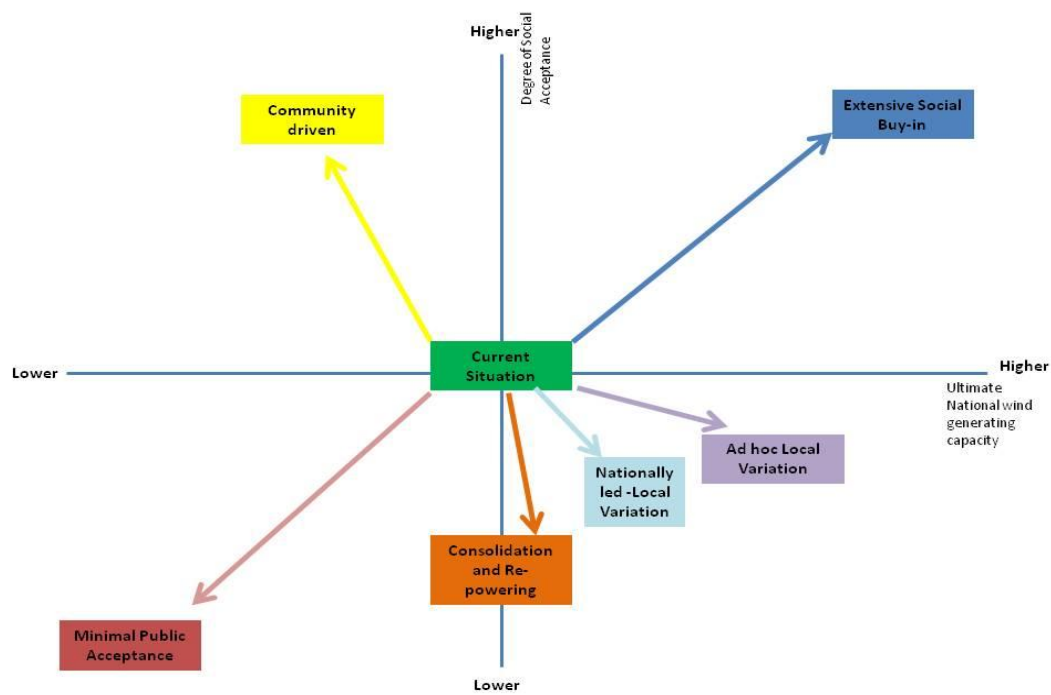 Higher
Degree of Social
Acceptance
Community
driven
Extensive Social
Buy-in
Current
Situation
Lower
Higher
Ultimate
National wind
generating
capacity
Ad hoc Local
Variation
Nationally
led -Local
Variation
Consolidation
and Re-
powering
Minimal Public
Acceptance
Lower